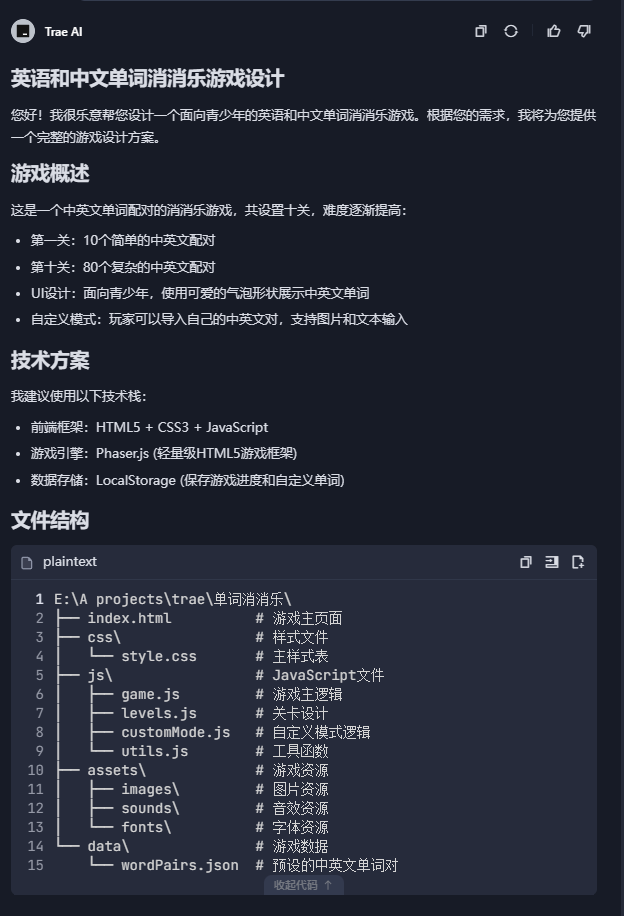 Trae AI
英语和中文单词消消乐游戏设计
您好！我很乐意帮您设计一个面向青少年的英语和中文单词消消乐游戏。根据您的需求，我将为您提供
一个完整的游戏设计方案。
游戏概述
这是一个中英文单词配对的消消乐游戏，共设置十关，难度逐渐提高：
• 第一关：10个简单的中英文配对
• 第十关：80个复杂的中英文配对
• UI设计：面向青少年，使用可爱的气泡形状展示中英文单词
• 自定义模式：玩家可以导入自己的中英文对，支持图片和文本输入
技术方案
我建议使用以下技术栈：
• 前端框架：HTML5 + CSS3 + JavaScript
• 游戏引擎：Phaser.js (轻量级HTML5游戏框架)
• 数据存储：LocalStorage (保存游戏进度和自定义单词)
文件结构
plaintext
1 E:\A projects\trae\单词消消乐\
2 ├── index.html # 游戏主页面
3 ├── css\ # 样式文件
4 │ └── style.css # 主样式表
5 ├── js\ # JavaScript文件
6 │ ├── game.js # 游戏主逻辑
7 │ ├── levels.js # 关卡设计
8 │ ├── customMode.js # 自定义模式逻辑
9 │ └── utils.js # 工具函数
10 ├── assets\ # 游戏资源
11 │ ├── images\ # 图片资源
12 │ ├── sounds\ # 音效资源
13 │ └── fonts\ # 字体资源
14 └── data\ # 游戏数据
15 └── wordPairs.json # 预设的中英文单词对
收起代码 ↑